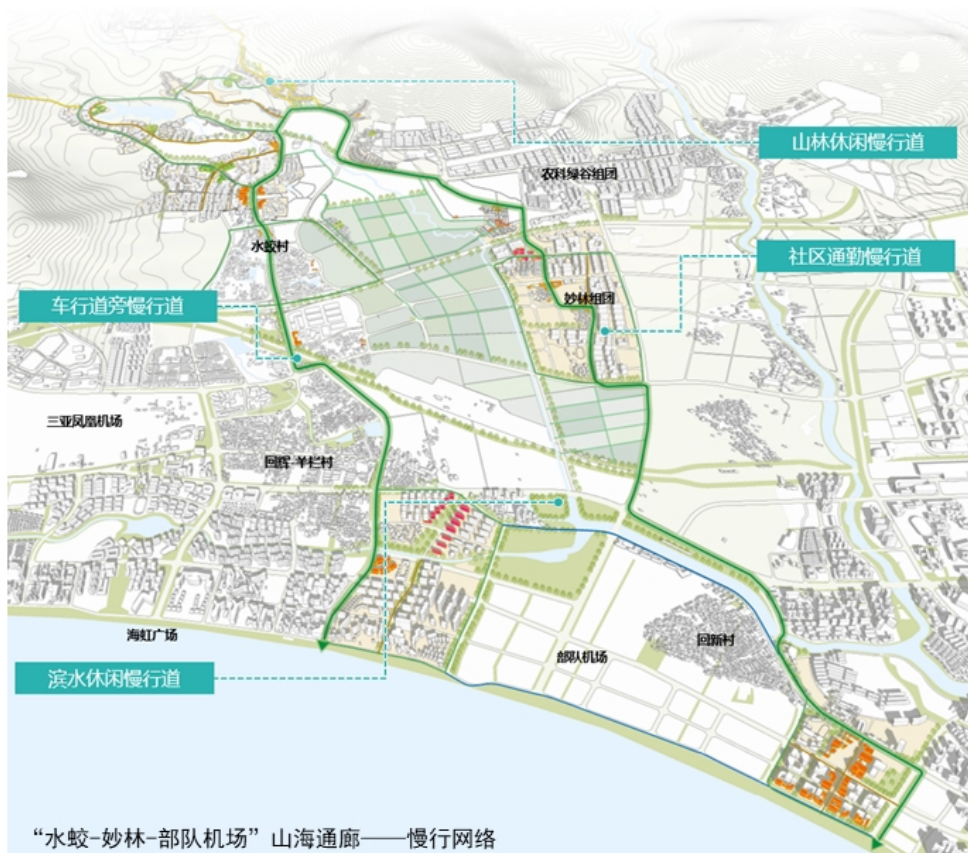 山林休闲慢行道
农科绿谷组团
水蛟村
社区通勤慢行道
妙林组团
车行道旁慢行道
三亚凤凰机场
回辉-羊栏村
海虹广场
回新村
部队机场
滨水休闲慢行道
“水蛟-妙林-部队机场”山海通廊——慢行网络